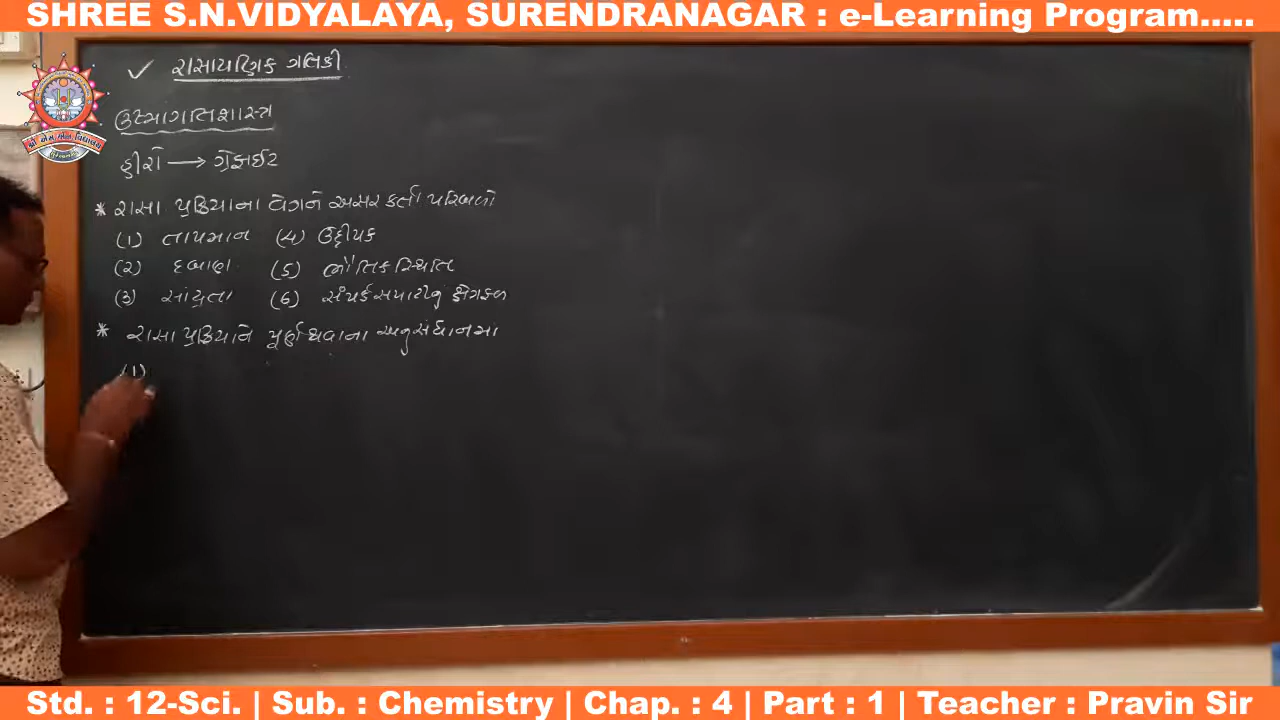 SHREE S.N.VIDYALAYA, SURENDRANAGAR : e-Learning Program.....
✓ રાસાયણિક ગતિકી
ઉષ્માગતિશાસ્ત્ર
હીરો ⟶ ગ્રેફાઈટ
* રાસા પ્રક્રિયાના વેગને અસર કર્તા પરિબળો
(1) તાપમાન (4) ઉદ્દીપક
(2) દબાણ (5) ભૌતિક સ્થિતિ
(3) સાંદ્રતા (6) સંપર્ક સપાટીનું ક્ષેત્રફળ
* રાસા પ્રક્રિયાને પૂર્ણ થવાના અનુસંધાનમા
(1)
Std. : 12-Sci. | Sub. : Chemistry | Chap. : 4 | Part : 1 | Teacher : Pravin Sir